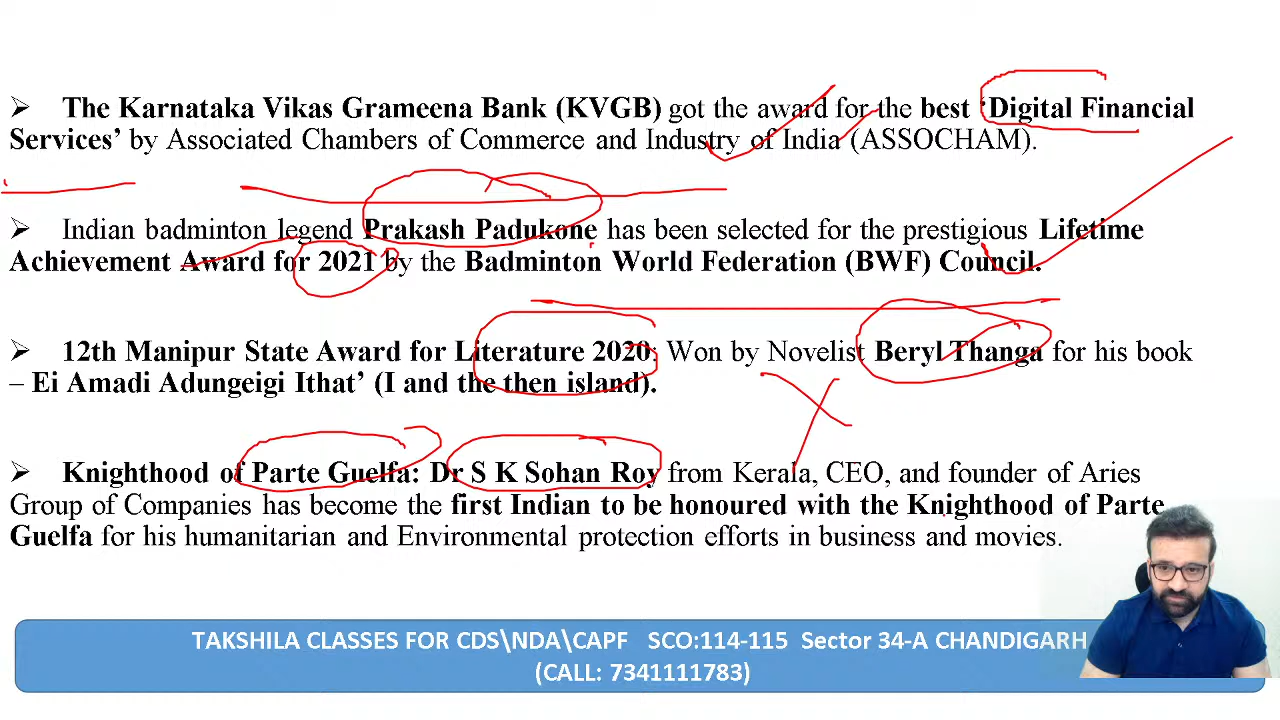 ➢ The Karnataka Vikas Grameena Bank (KVGB) got the award for the best ‘Digital Financial
Services’ by Associated Chambers of Commerce and Industry of India (ASSOCHAM).
➢ Indian badminton legend Prakash Padukone has been selected for the prestigious Lifetime
Achievement Award for 2021 by the Badminton World Federation (BWF) Council.
➢ 12th Manipur State Award for Literature 2020: Won by Novelist Beryl Thanga for his book
– Ei Amadi Adungeigi Ithat’ (I and the then island).
➢ Knighthood of Parte Guelfa: Dr S K Sohan Roy from Kerala, CEO, and founder of Aries
Group of Companies has become the first Indian to be honoured with the Knighthood of Parte
Guelfa for his humanitarian and Environmental protection efforts in business and movies.
TAKSHILA CLASSES FOR CDS\NDA\CAPF SCO:114-115 Sector 34-A CHANDIGARH
(CALL: 7341111783)